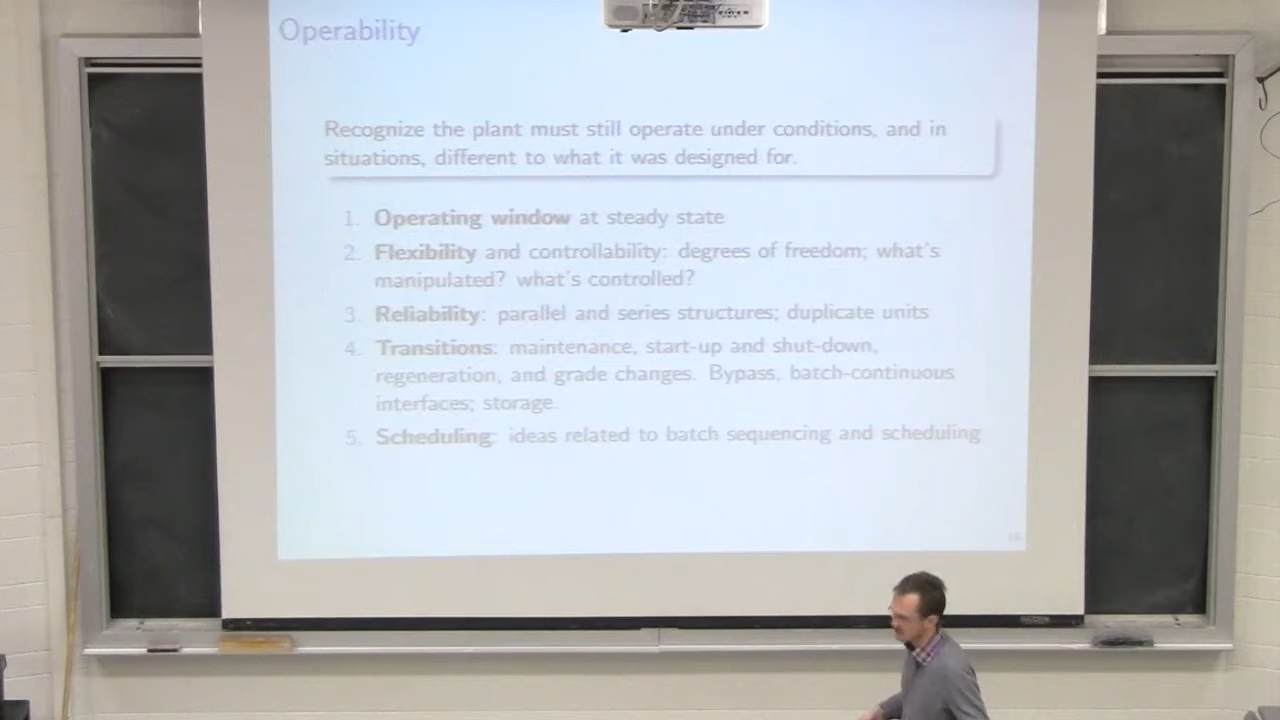 Operability
Recognize the plant must still operate under conditions, and in
situations, different to what it was designed for.
1. Operating window at steady state
2. Flexibility and controllability: degrees of freedom; what's
manipulated? what's controlled?
3. Reliability: parallel and series structures; duplicate units
4. Transitions: maintenance, start-up and shut-down,
regeneration, and grade changes. Bypass, batch-continuous
interfaces; storage.
5. Scheduling: ideas related to batch sequencing and scheduling